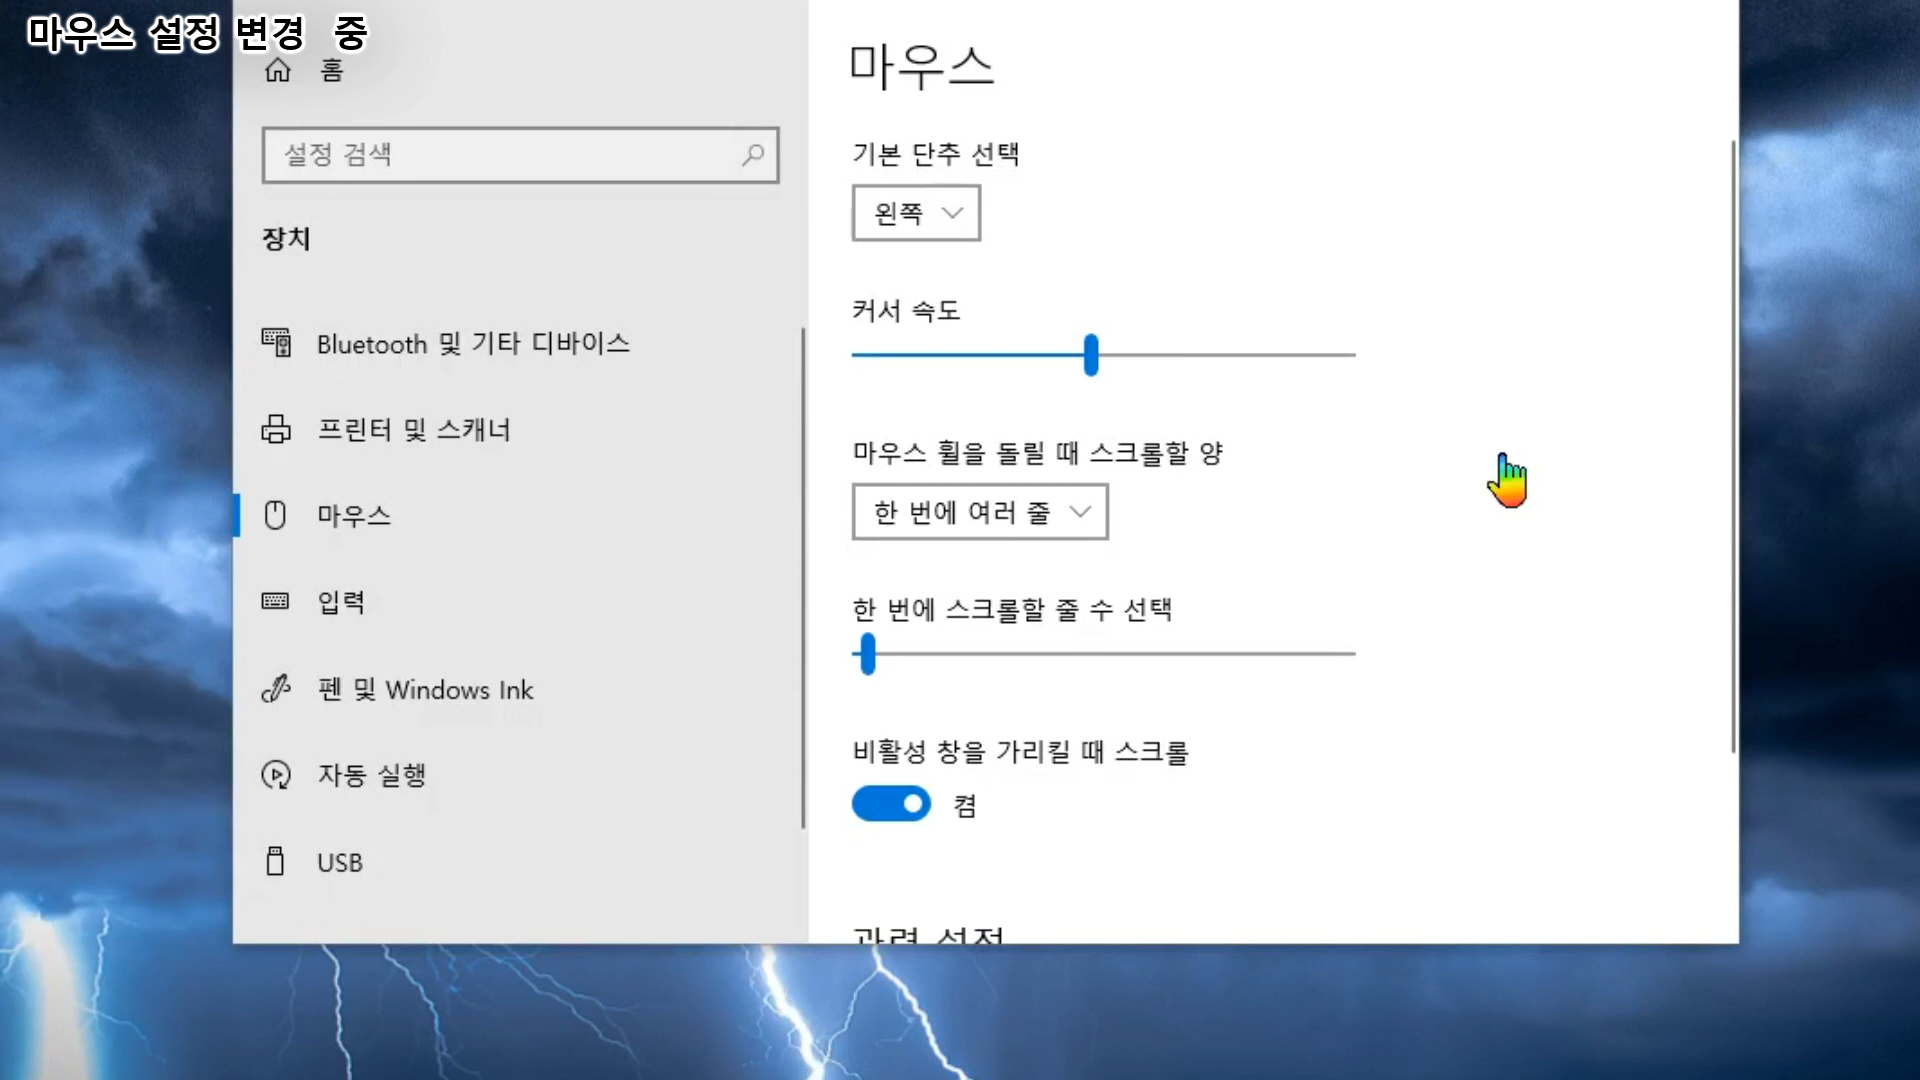 마우스 설정 변경 중
홈
설정 검색
장치
Bluetooth 및 기타 디바이스
프린터 및 스캐너
마우스
입력
펜 및 Windows Ink
자동 실행
USB
마우스
기본 단추 선택
왼쪽
커서 속도
마우스 휠을 돌릴 때 스크롤할 양
한 번에 여러 줄
한 번에 스크롤할 줄 수 선택
비활성 창을 가리킬 때 스크롤
켬
관련 설정